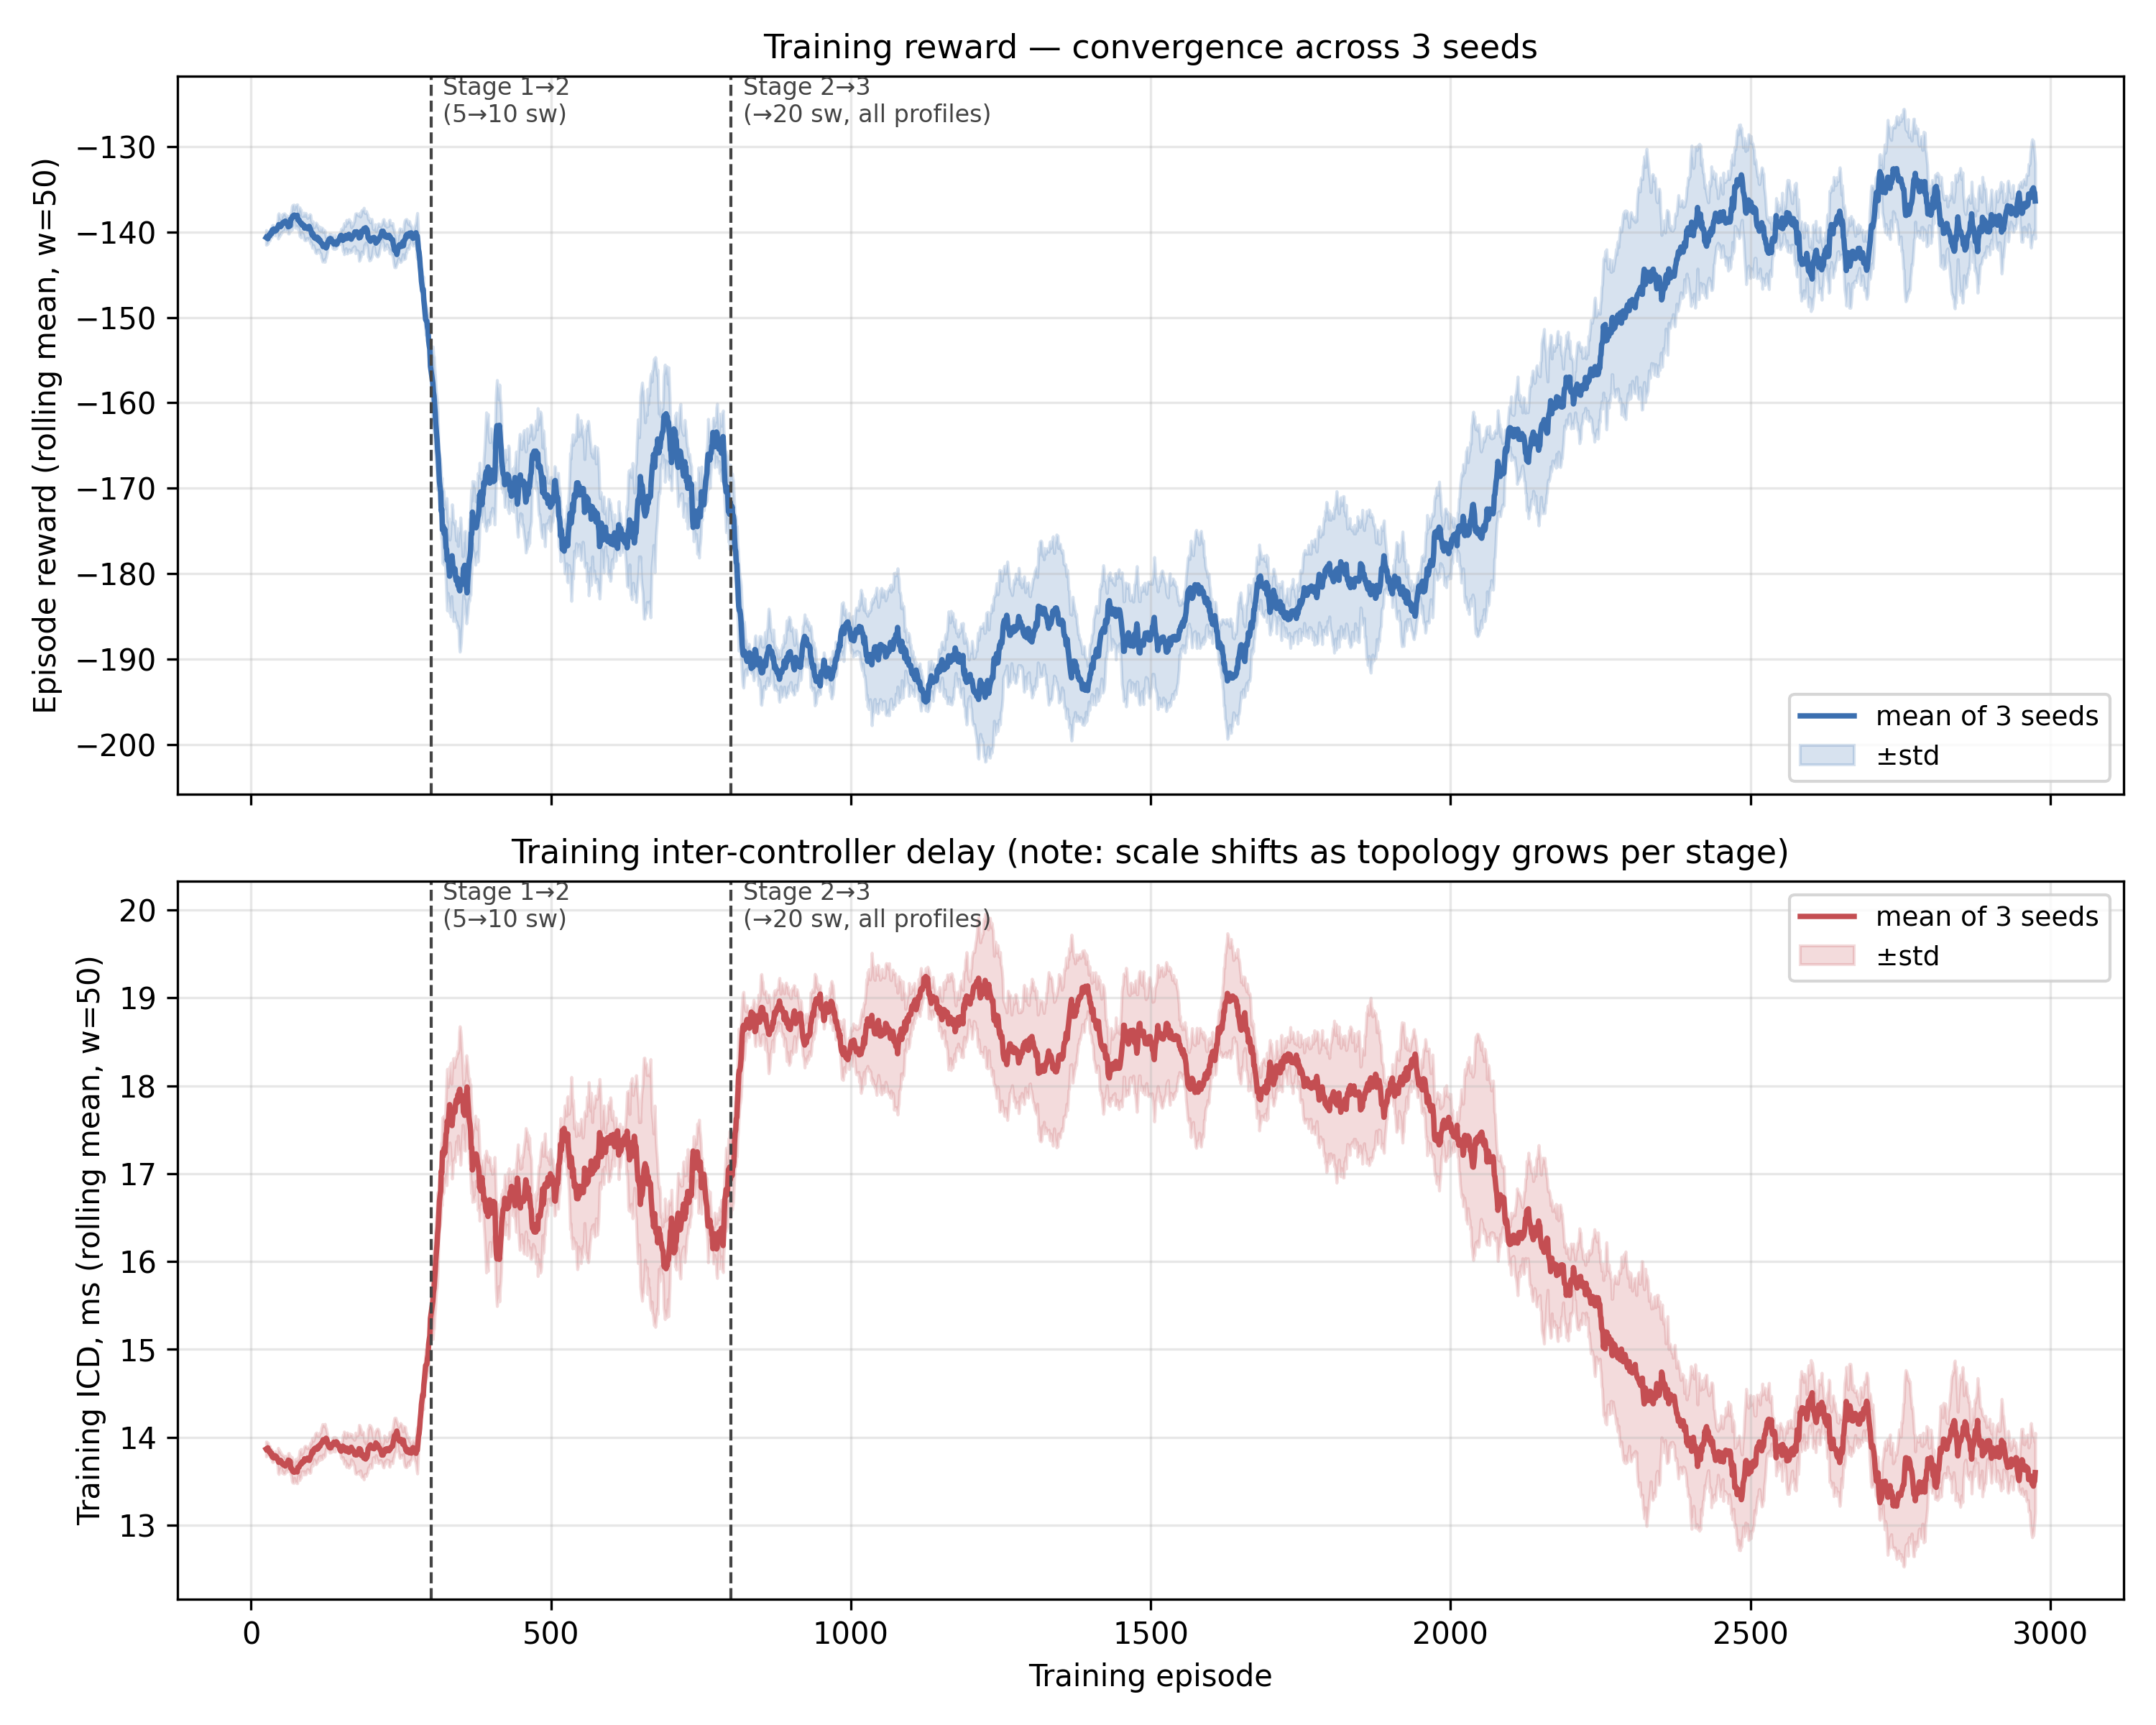 Training reward — convergence across 3 seeds
Stage 1→2
(5→10 sw)
Stage 2→3
(→20 sw, all profiles)
Episode reward (rolling mean, w=50)
−130
−140
−150
−160
−170
−180
−190
−200
mean of 3 seeds
±std
Training inter-controller delay (note: scale shifts as topology grows per stage)
Stage 1→2
(5→10 sw)
Stage 2→3
(→20 sw, all profiles)
mean of 3 seeds
±std
Training ICD, ms (rolling mean, w=50)
20
19
18
17
16
15
14
13
0
500
1000
1500
2000
2500
3000
Training episode